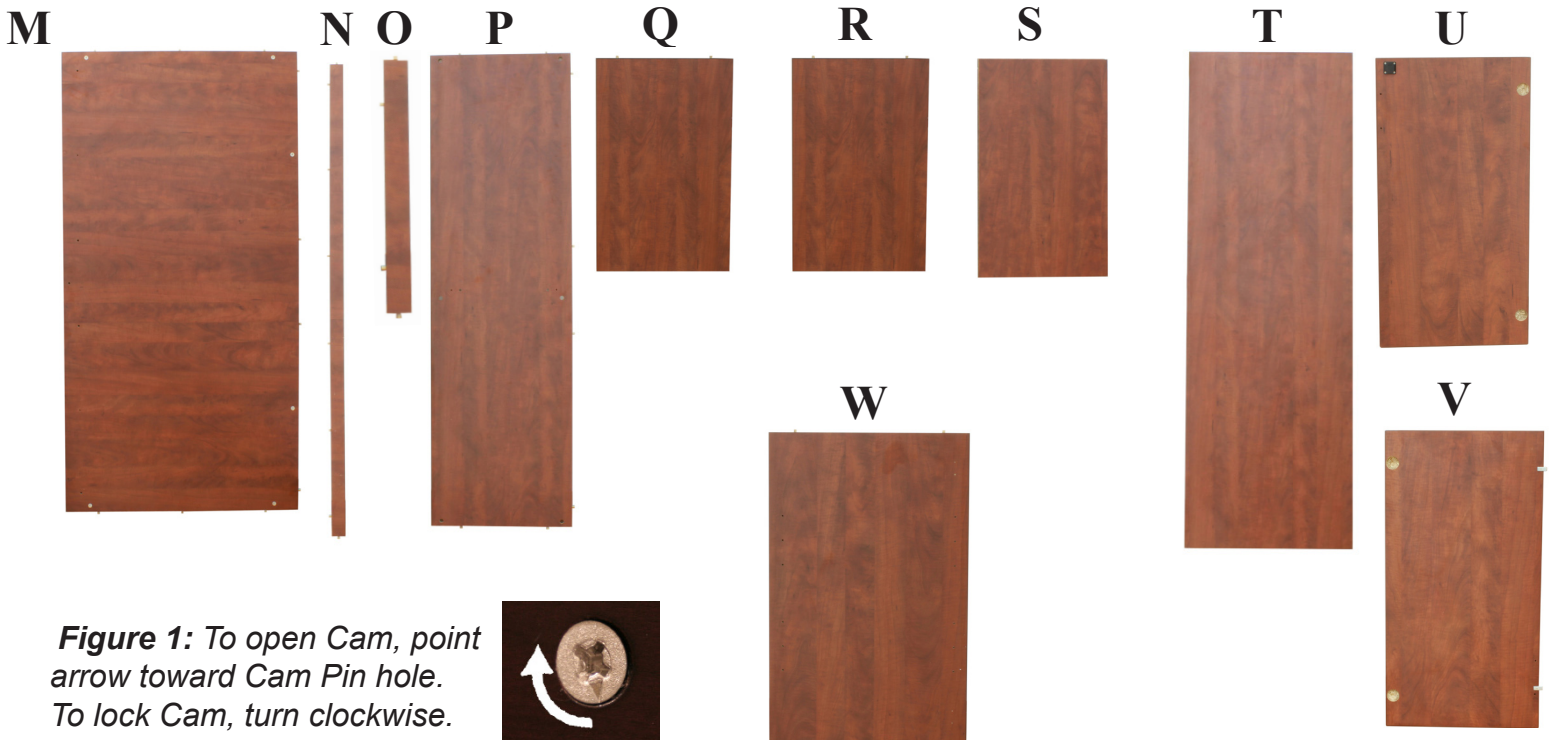 M N O P Q R S T U
W V
Figure 1: To open Cam, point
arrow toward Cam Pin hole.
To lock Cam, turn clockwise.